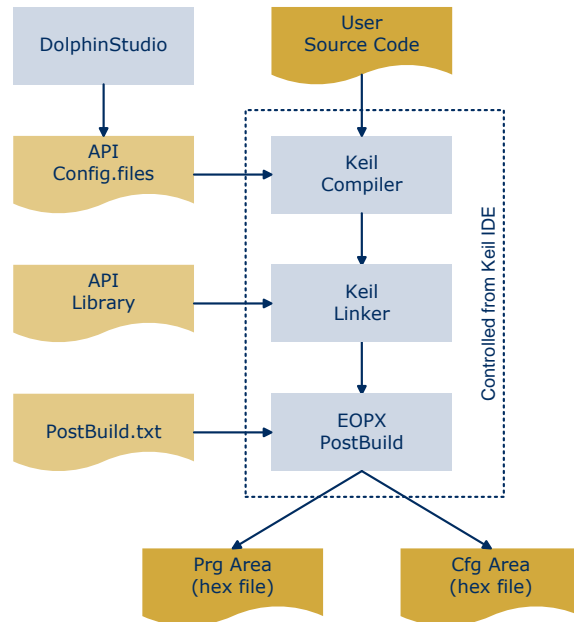 DolphinStudio
User
Source Code
API
Config.files
Keil
Compiler
API
Library
Keil
Linker
Controlled from Keil IDE
PostBuild.txt
EOPX
PostBuild
Prg Area
(hex file)
Cfg Area
(hex file)